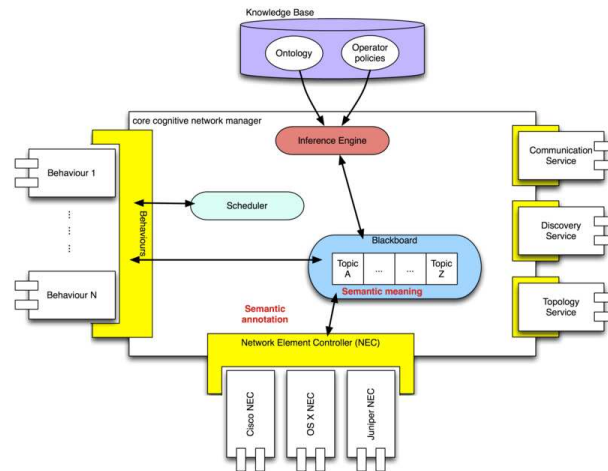 Knowledge Base
Ontology
Operator
policies
core cognitive network manager
Inference Engine
Behaviour 1
...
...
Behaviour N
Behaviours
Scheduler
Blackboard
Topic
A
...
...
Topic
Z
Semantic meaning
Semantic
annotation
Network Element Controller (NEC)
Cisco NEC
OS X NEC
Juniper NEC
Communication
Service
Discovery
Service
Topology
Service